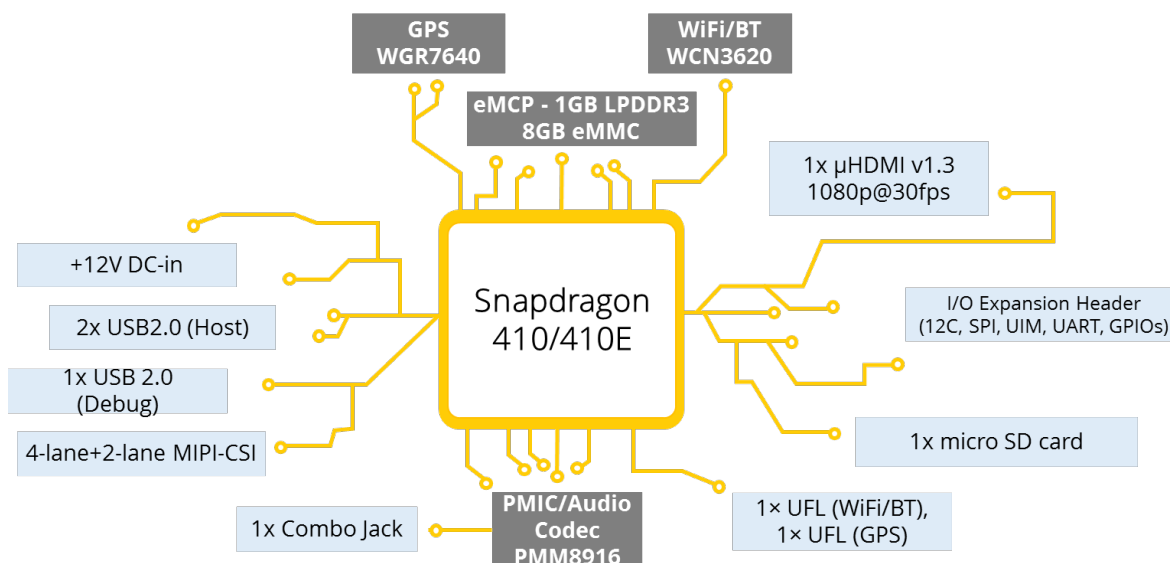 GPS
WGR7640
WiFi/BT
WCN3620
eMCP - 1GB LPDDR3
8GB eMMC
1x μHDMI v1.3
1080p@30fps
+12V DC-in
2x USB2.0 (Host)
1x USB 2.0
(Debug)
4-lane+2-lane MIPI-CSI
Snapdragon
410/410E
I/O Expansion Header
(12C, SPI, UIM, UART, GPIOs)
1x micro SD card
1x Combo Jack
PMIC/Audio
Codec
PMM8916
1× UFL (WiFi/BT),
1× UFL (GPS)